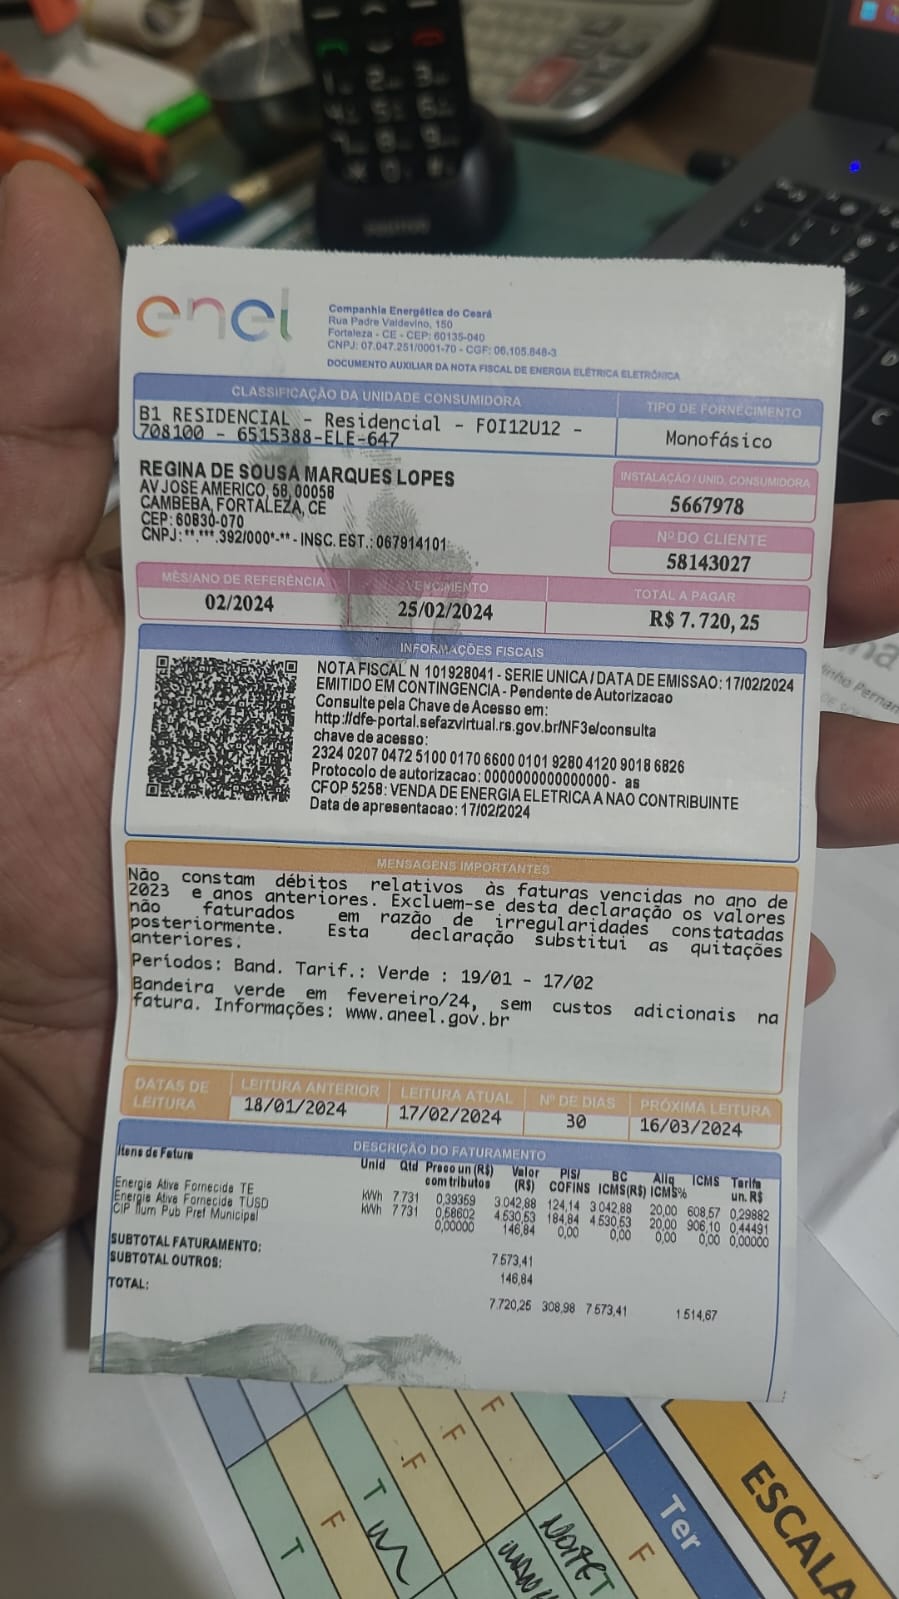 enel
Companhia Energética do Ceará
Rua Padre Valdevino, 150
Fortaleza - CE - CEP: 60135-040
CNPJ: 07.047.251/0001-70 - CGF: 06.105.848-3
DOCUMENTO AUXILIAR DA NOTA FISCAL DE ENERGIA ELÉTRICA ELETRÔNICA
CLASSIFICAÇÃO DA UNIDADE CONSUMIDORA
TIPO DE FORNECIMENTO
B1 RESIDENCIAL - Residencial - FOI12U12 -
708100 - 6515388-ELE-647
Monofásico
REGINA DE SOUSA MARQUES LOPES
AV JOSE AMERICO, 58, 00058
CAMBEBA, FORTALEZA, CE
CEP: 60830-070
CNPJ: **.***.392/000*-** - INSC. EST.: 067914101
INSTALAÇÃO / UNID. CONSUMIDORA
5667978
Nº DO CLIENTE
58143027
MÊS/ANO DE REFERÊNCIA VENCIMENTO TOTAL A PAGAR
02/2024 25/02/2024 R$ 7.720,25
INFORMAÇÕES FISCAIS
NOTA FISCAL N 101928041 - SERIE UNICA / DATA DE EMISSAO: 17/02/2024
EMITIDO EM CONTINGENCIA - Pendente de Autorizacao
Consulte pela Chave de Acesso em:
http://dfe-portal.sefazvirtual.rs.gov.br/NF3e/consulta
chave de acesso:
2324 0207 0472 5100 0170 6600 0101 9280 4120 9018 6826
Protocolo de autorizacao: 0000000000000000 - as
CFOP 5258: VENDA DE ENERGIA ELETRICA A NAO CONTRIBUINTE
Data de apresentacao: 17/02/2024
MENSAGENS IMPORTANTES
Não constam débitos relativos às faturas vencidas no ano de
2023 e anos anteriores. Excluem-se desta declaração os valores
não faturados em razão de irregularidades constatadas
posteriormente. Esta declaração substitui as quitações
anteriores.
Períodos: Band. Tarif.: Verde : 19/01 - 17/02
Bandeira verde em fevereiro/24, sem custos adicionais na
fatura. Informações: www.aneel.gov.br
DATAS DE LEITURA
LEITURA ANTERIOR LEITURA ATUAL Nº DE DIAS PRÓXIMA LEITURA
18/01/2024 17/02/2024 30 16/03/2024
DESCRIÇÃO DO FATURAMENTO
Itens de Fatura Unid Qtd Preco un (R$) com tributos Valor (R$) PIS/ COFINS BC ICMS(R$) Aliq ICMS% ICMS Tarifa un. R$
Energia Ativa Fornecida TE kWh 7.731 0,39359 3.042,88 124,14 3.042,88 20,00 608,57 0,29882
Energia Ativa Fornecida TUSD kWh 7.731 0,58602 4.530,53 184,84 4.530,53 20,00 906,10 0,44491
CIP Ilum Pub Pref Municipal 0,00000 146,84 0,00 0,00 0,00 0,00 0,00000
SUBTOTAL FATURAMENTO: 7.573,41
SUBTOTAL OUTROS: 146,84
TOTAL: 7.720,25 308,98 7.573,41 1.514,67
ESCALA
Ter
F
F
F
F
T
F
T